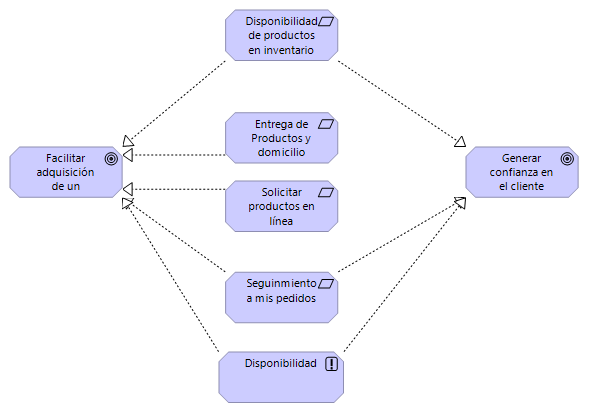 Disponibilidad
de productos
en inventario
Entrega de
Productos y
domicilio
Facilitar
adquisición
de un
Generar
confianza en
el cliente
Solicitar
productos en
línea
Seguinmiento
a mis pedidos
Disponibilidad